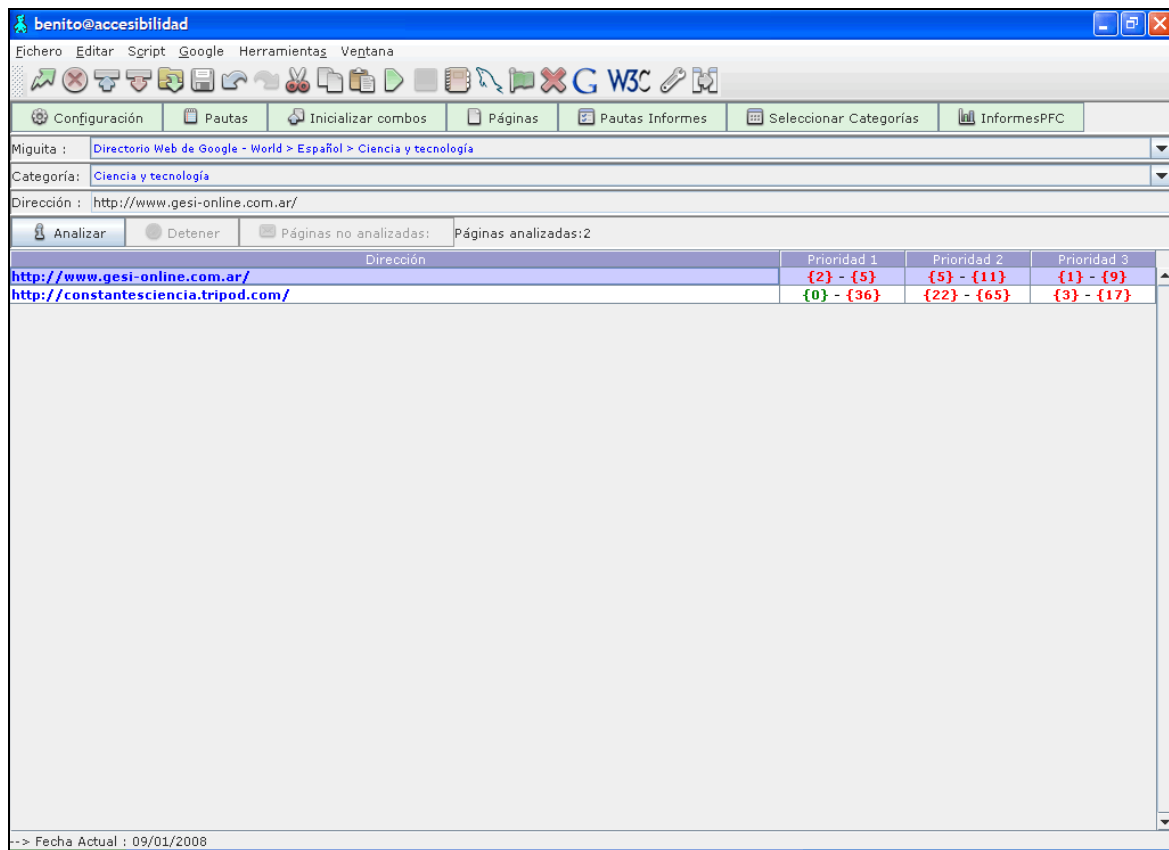 benito@accesibilidad
Fichero Editar Script Google Herramientas Ventana
G W3C
Configuración Pautas Inicializar combos Páginas Pautas Informes Seleccionar Categorías InformesPFC
Miguita : Directorio Web de Google - World > Español > Ciencia y tecnología
Categoría: Ciencia y tecnología
Dirección : http://www.gesi-online.com.ar/
Analizar Detener Páginas no analizadas: Páginas analizadas:2
Dirección Prioridad 1 Prioridad 2 Prioridad 3
http://www.gesi-online.com.ar/ {2} - {5} {5} - {11} {1} - {9}
http://constantesciencia.tripod.com/ {0} - {36} {22} - {65} {3} - {17}
--> Fecha Actual : 09/01/2008